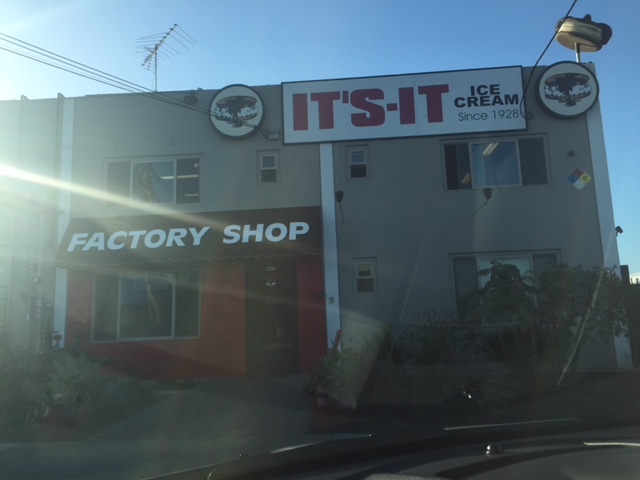 IT'S-IT
ICE
CREAM
Since 1928
FACTORY SHOP